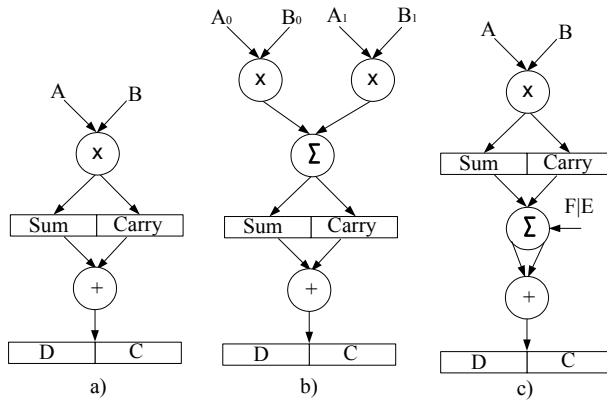 A B
x
Sum Carry
+
D C
a)
A₀ B₀ A₁ B₁
x x
Σ
Sum Carry
+
D C
b)
A B
x
Sum Carry
Σ F|E
+
D C
c)